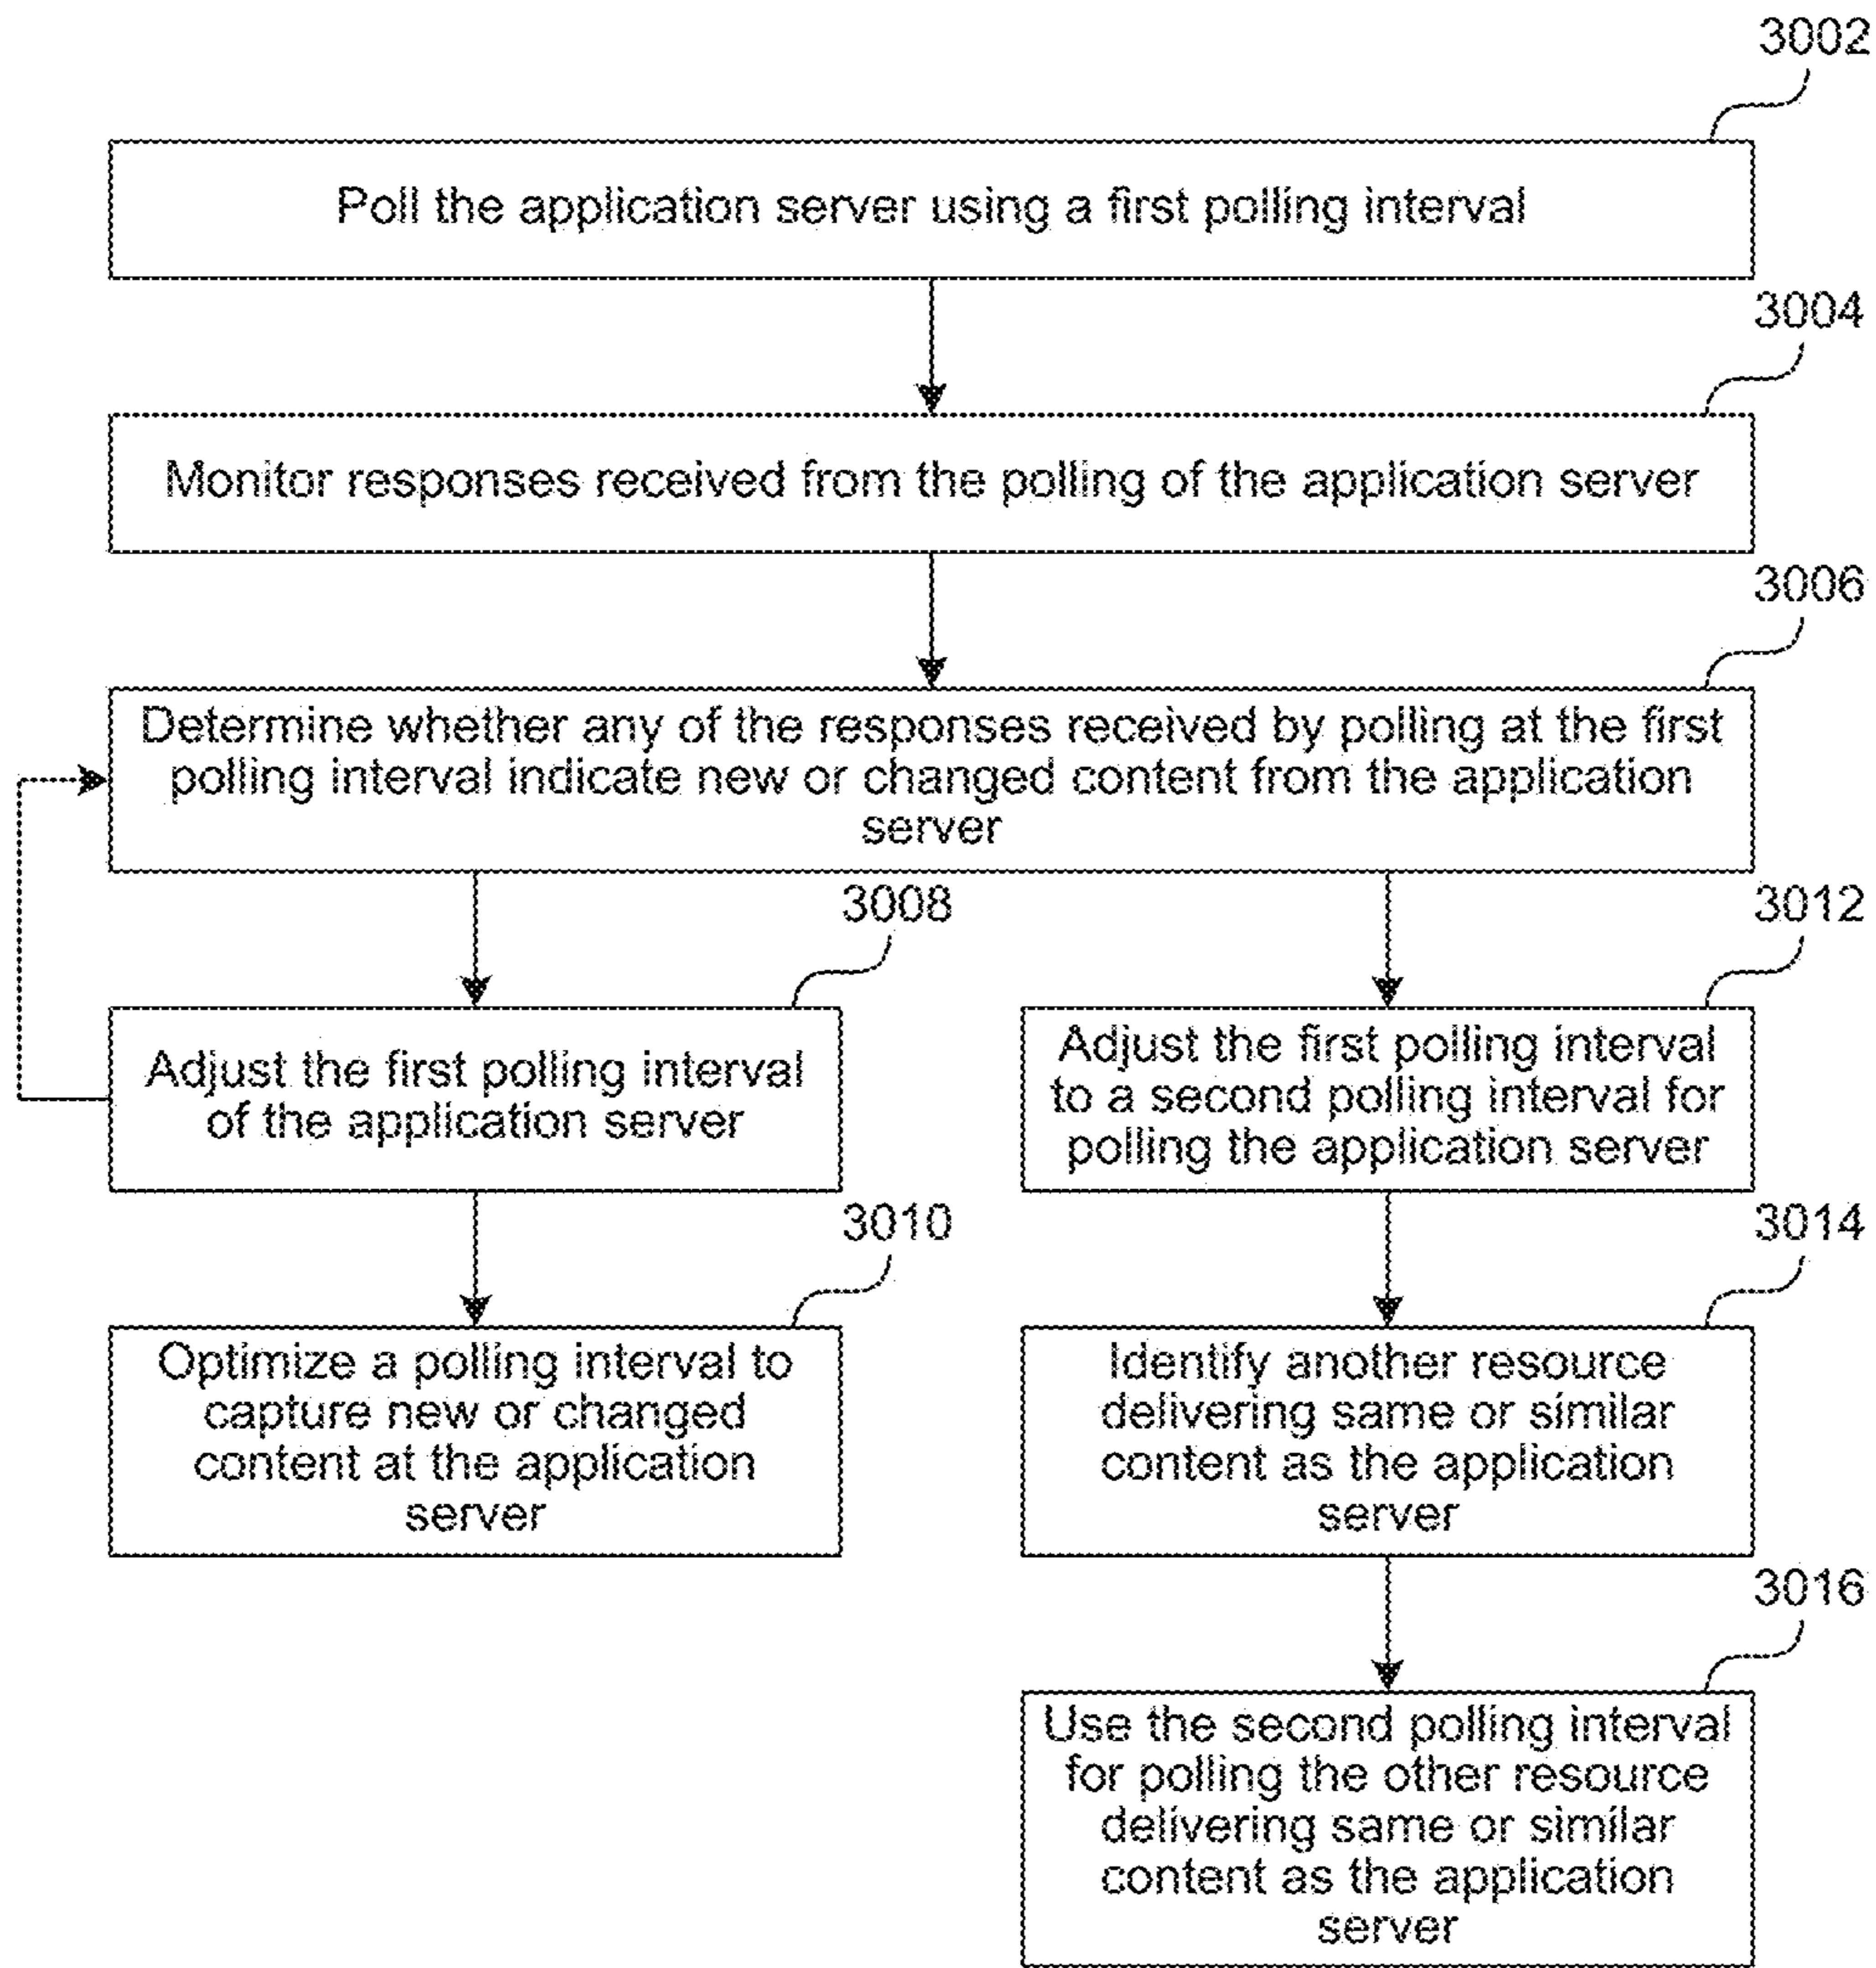 3002
Poll the application server using a first polling interval
3004
Monitor responses received from the polling of the application server
3006
Determine whether any of the responses received by polling at the first
polling interval indicate new or changed content from the application
server
3008
Adjust the first polling interval
of the application server
3010
Optimize a polling interval to
capture new or changed
content at the application
server
3012
Adjust the first polling interval
to a second polling interval for
polling the application server
3014
Identify another resource
delivering same or similar
content as the application
server
3016
Use the second polling interval
for polling the other resource
delivering same or similar
content as the application
server